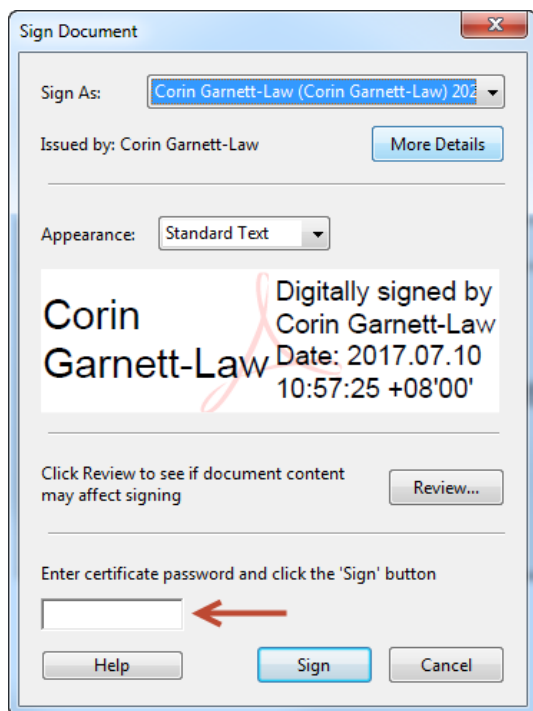 Sign Document
Sign As:
Corin Garnett-Law (Corin Garnett-Law) 202
Issued by: Corin Garnett-Law
More Details
Appearance:
Standard Text
Corin
Garnett-Law
Digitally signed by
Corin Garnett-Law
Date: 2017.07.10
10:57:25 +08'00'
Click Review to see if document content
may affect signing
Review...
Enter certificate password and click the 'Sign' button
Help
Sign
Cancel